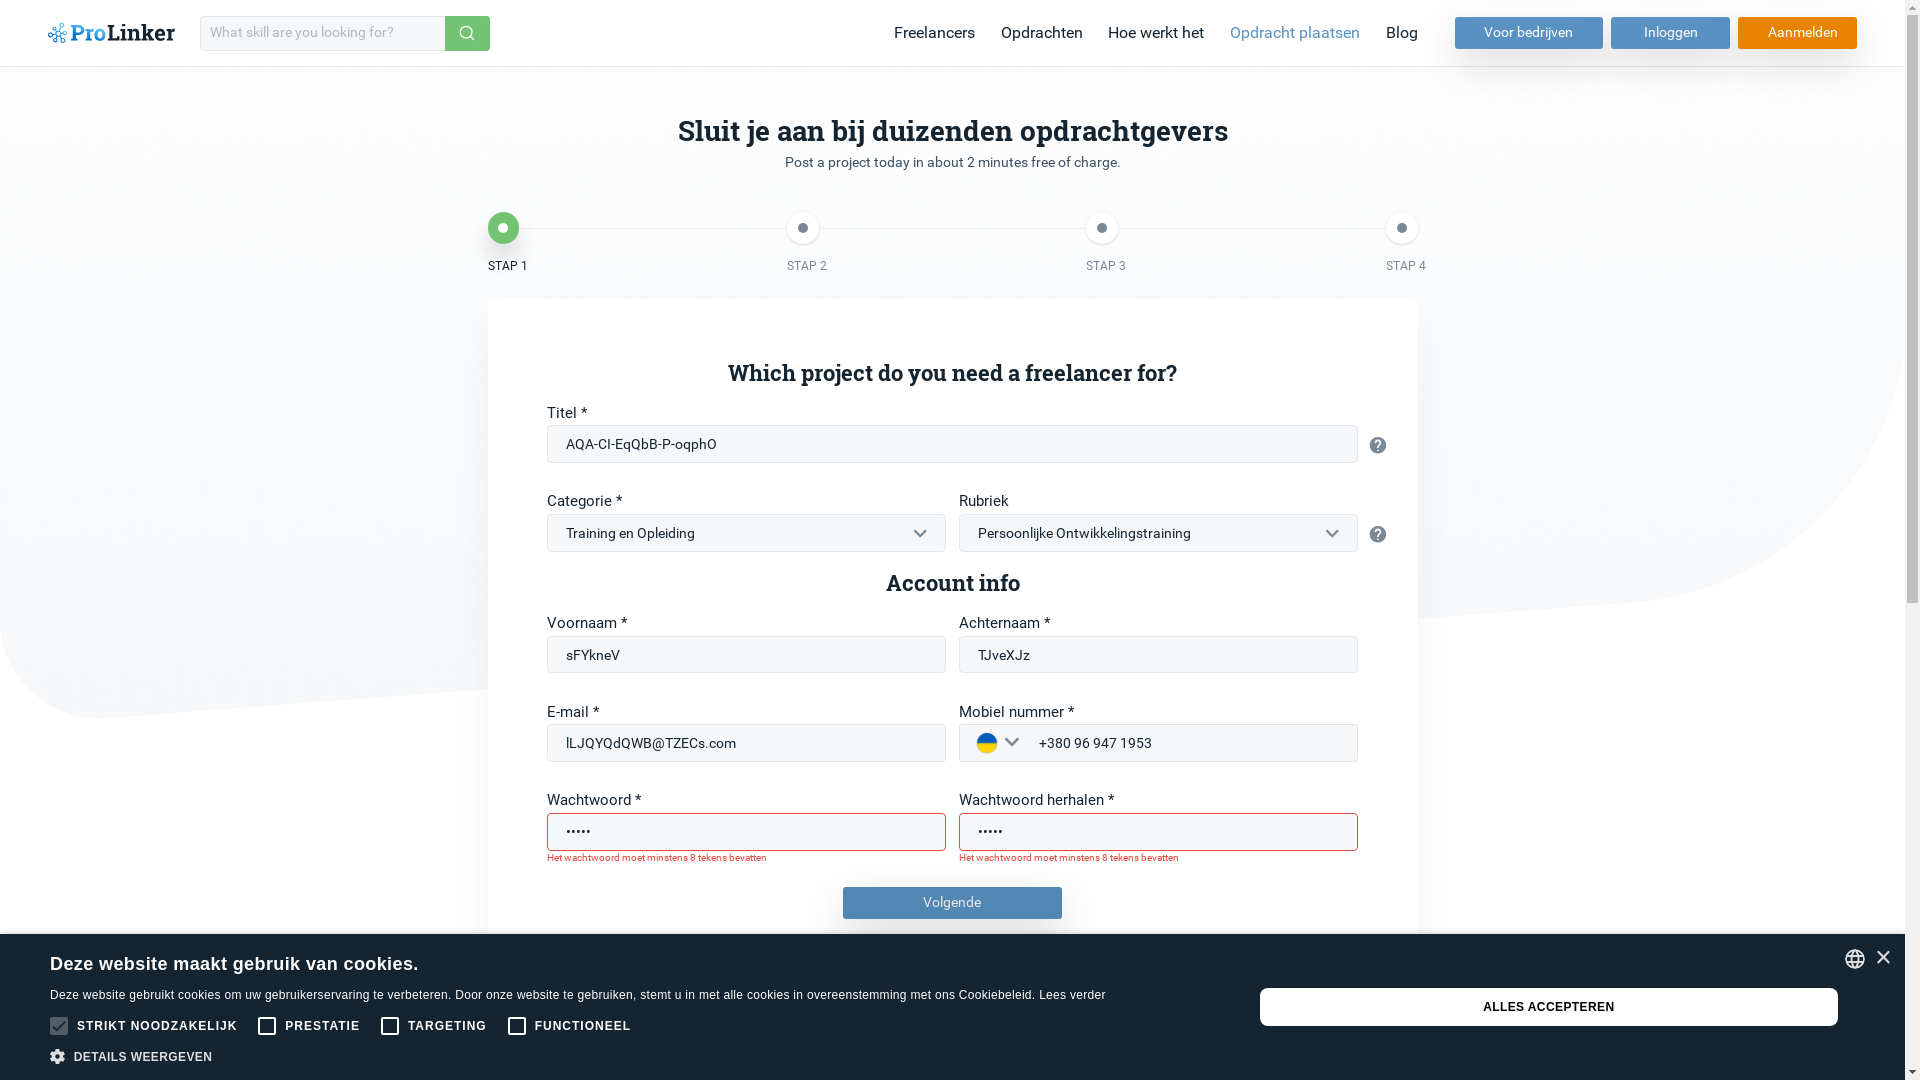 ProLinker
What skill are you looking for?
Freelancers
Opdrachten
Hoe werkt het
Opdracht plaatsen
Blog
Voor bedrijven
Inloggen
Aanmelden
Sluit je aan bij duizenden opdrachtgevers
Post a project today in about 2 minutes free of charge.
STAP 1
STAP 2
STAP 3
STAP 4
Which project do you need a freelancer for?
Titel *
AQA-CI-EqQbB-P-oqphO
Categorie *
Rubriek
Training en Opleiding
Persoonlijke Ontwikkelingstraining
Account info
Voornaam *
Achternaam *
sFYkneV
TJveXJz
E-mail *
Mobiel nummer *
lLJQYQdQWB@TZECs.com
+380 96 947 1953
Wachtwoord *
Wachtwoord herhalen *
•••••
•••••
Het wachtwoord moet minstens 8 tekens bevatten
Het wachtwoord moet minstens 8 tekens bevatten
Volgende
Deze website maakt gebruik van cookies.
Deze website gebruikt cookies om uw gebruikerservaring te verbeteren. Door onze website te gebruiken, stemt u in met alle cookies in overeenstemming met ons Cookiebeleid. Lees verder
STRIKT NOODZAKELIJK
PRESTATIE
TARGETING
FUNCTIONEEL
DETAILS WEERGEVEN
ALLES ACCEPTEREN